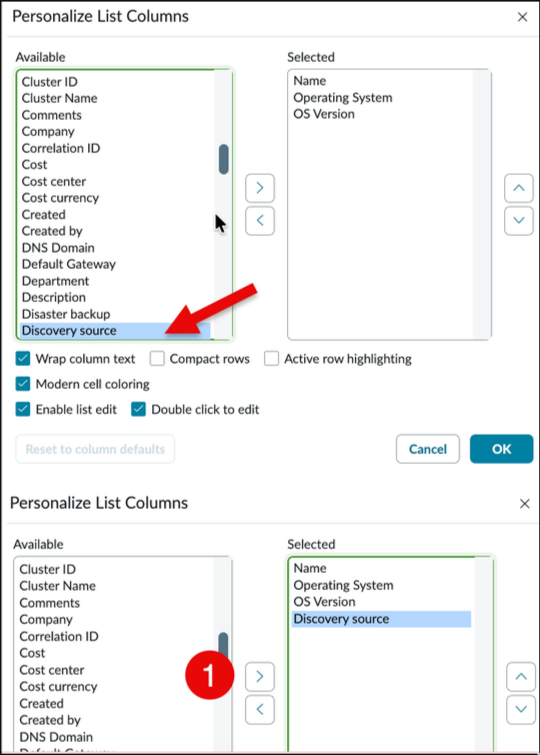 Personalize List Columns
Available
Selected
Cluster ID
Cluster Name
Comments
Company
Correlation ID
Cost
Cost center
Cost currency
Created
Created by
DNS Domain
Default Gateway
Department
Description
Disaster backup
Discovery source
Name
Operating System
OS Version
Wrap column text
Compact rows
Active row highlighting
Modern cell coloring
Enable list edit
Double click to edit
Reset to column defaults
Cancel
OK
Personalize List Columns
Available
Selected
Cluster ID
Cluster Name
Comments
Company
Correlation ID
Cost
Cost center
Cost currency
Created
Created by
DNS Domain
Default Gateway
1
Name
Operating System
OS Version
Discovery source